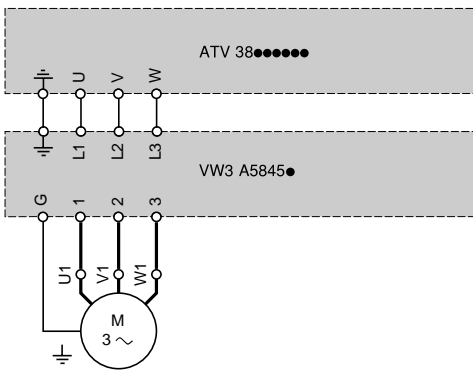 ATV 38●●●●●●
U V W
L1 L2 L3
VW3 A5845●
G 1 2 3
U1 V1 W1
M
3 ~